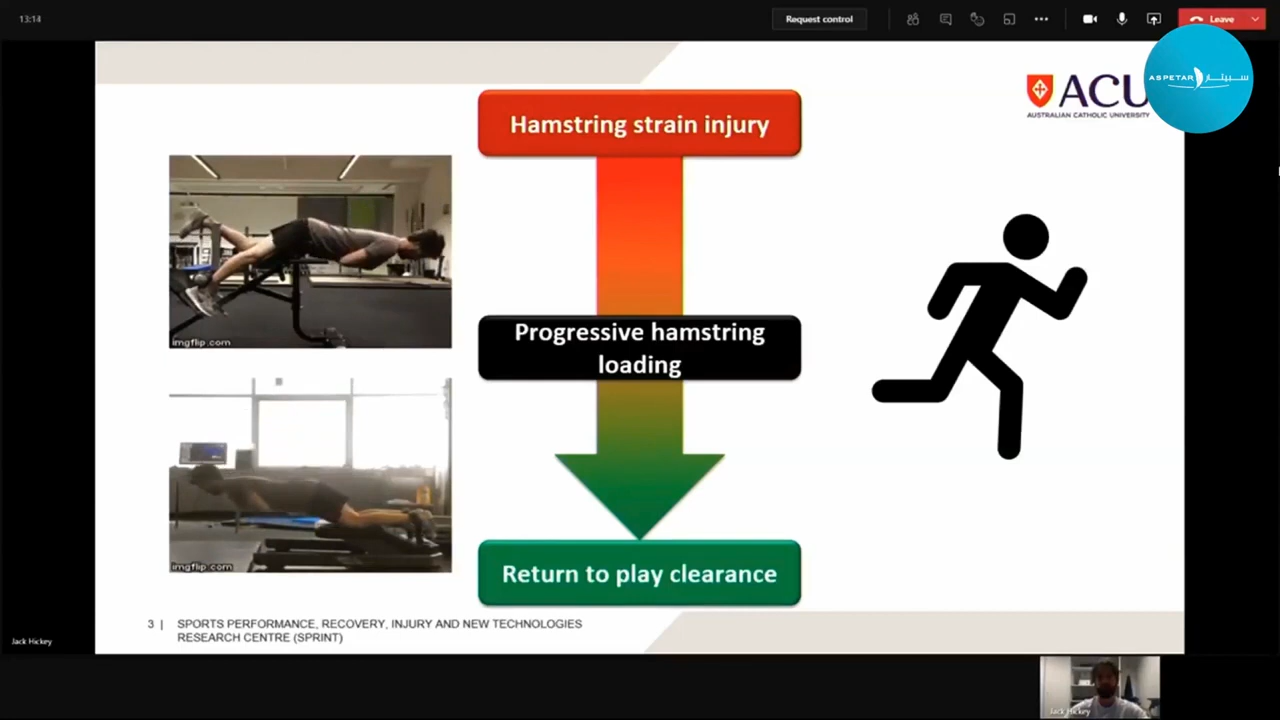 13:14
Request control
Leave
ASPETAR سبيتار
ACU
AUSTRALIAN CATHOLIC UNIVERSITY
Hamstring strain injury
imgflip.com
Progressive hamstring
loading
imgflip.com
Return to play clearance
3 | SPORTS PERFORMANCE, RECOVERY, INJURY AND NEW TECHNOLOGIES
RESEARCH CENTRE (SPRINT)
Jack Hickey
Jack Hickey